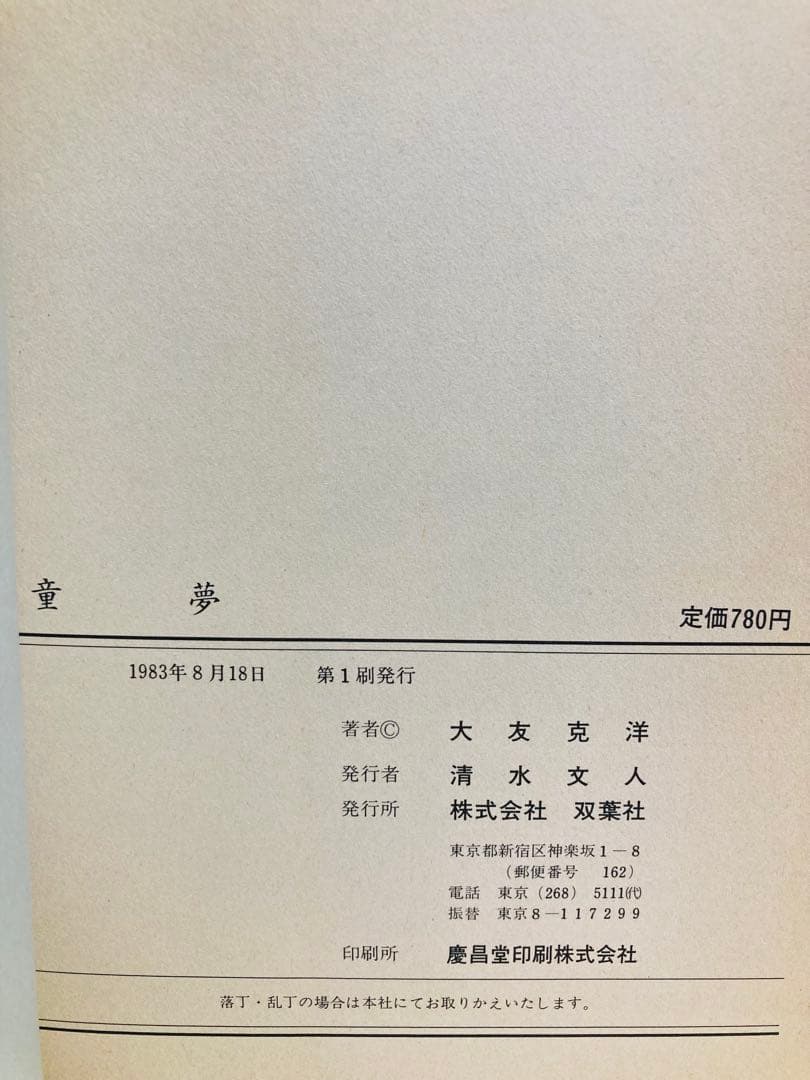 童 夢
定価780円
1983年8月18日 第1刷発行
著者© 大友克洋
発行者 清水文人
発行所 株式会社 双葉社
東京都新宿区神楽坂1−8
(郵便番号 162)
電話 東京(268) 5111㈹
振替 東京8−117299
印刷所 慶昌堂印刷株式会社
落丁・乱丁の場合は本社にてお取りかえいたします。